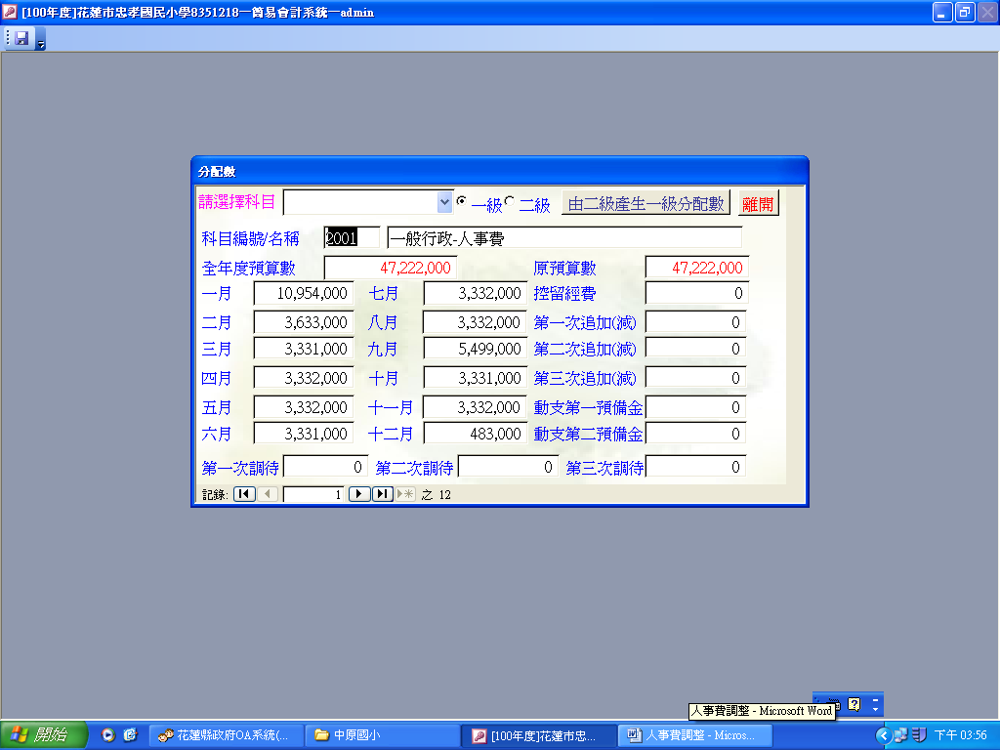 [100年度]花蓮市忠孝國民小學8351218—簡易會計系統—admin
分配數
請選擇科目 一級 二級 由二級產生一級分配數 離開
科目編號/名稱 2001 一般行政-人事費
全年度預算數 47,222,000 原預算數 47,222,000
一月 10,954,000 七月 3,332,000 控留經費 0
二月 3,633,000 八月 3,332,000 第一次追加(減) 0
三月 3,331,000 九月 5,499,000 第二次追加(減) 0
四月 3,332,000 十月 3,331,000 第三次追加(減) 0
五月 3,332,000 十一月 3,332,000 動支第一預備金 0
六月 3,331,000 十二月 483,000 動支第二預備金 0
第一次調待 0 第二次調待 0 第三次調待 0
記錄: 1 之 12
人事費調整 - Microsoft Word
開始 花蓮縣政府OA系統(... 中原國小 [100年度]花蓮市忠... 人事費調整 - Micros... 下午 03:56